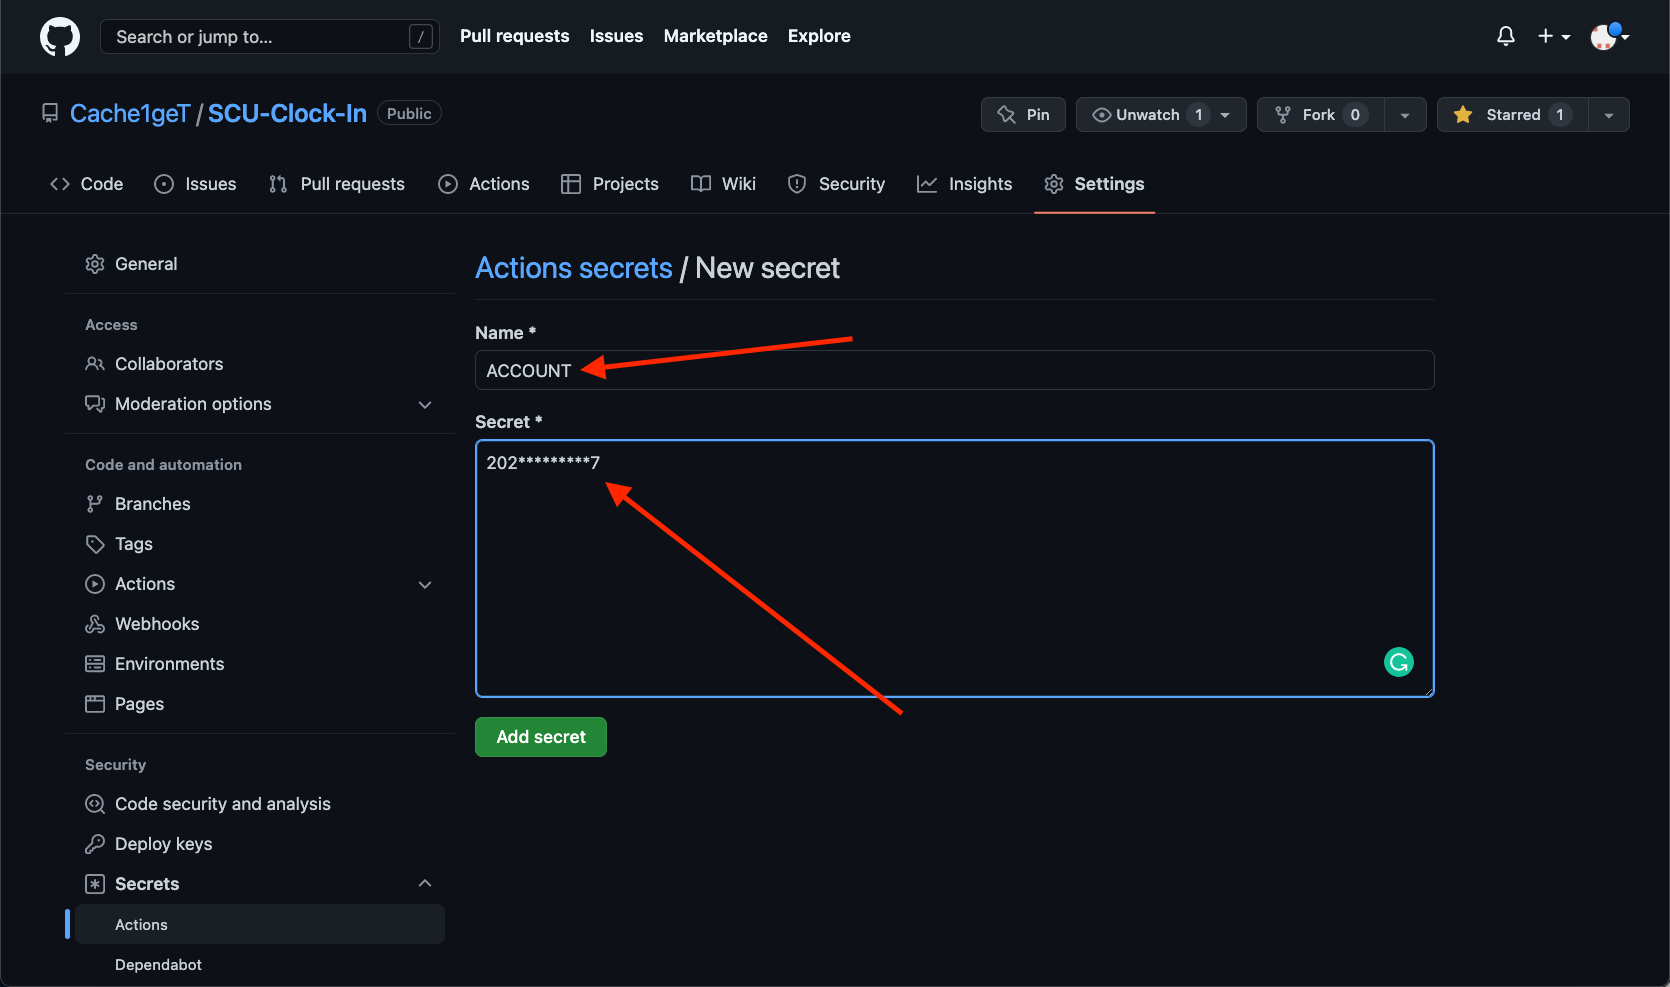 Search or jump to... /
Pull requests Issues Marketplace Explore
Cache1geT / SCU-Clock-In Public
Pin Unwatch 1 Fork 0 Starred 1
Code Issues Pull requests Actions Projects Wiki Security Insights Settings
General
Access
Collaborators
Moderation options
Code and automation
Branches
Tags
Actions
Webhooks
Environments
Pages
Security
Code security and analysis
Deploy keys
Secrets
Actions
Dependabot
Actions secrets / New secret
Name *
ACCOUNT
Secret *
202*********7
Add secret